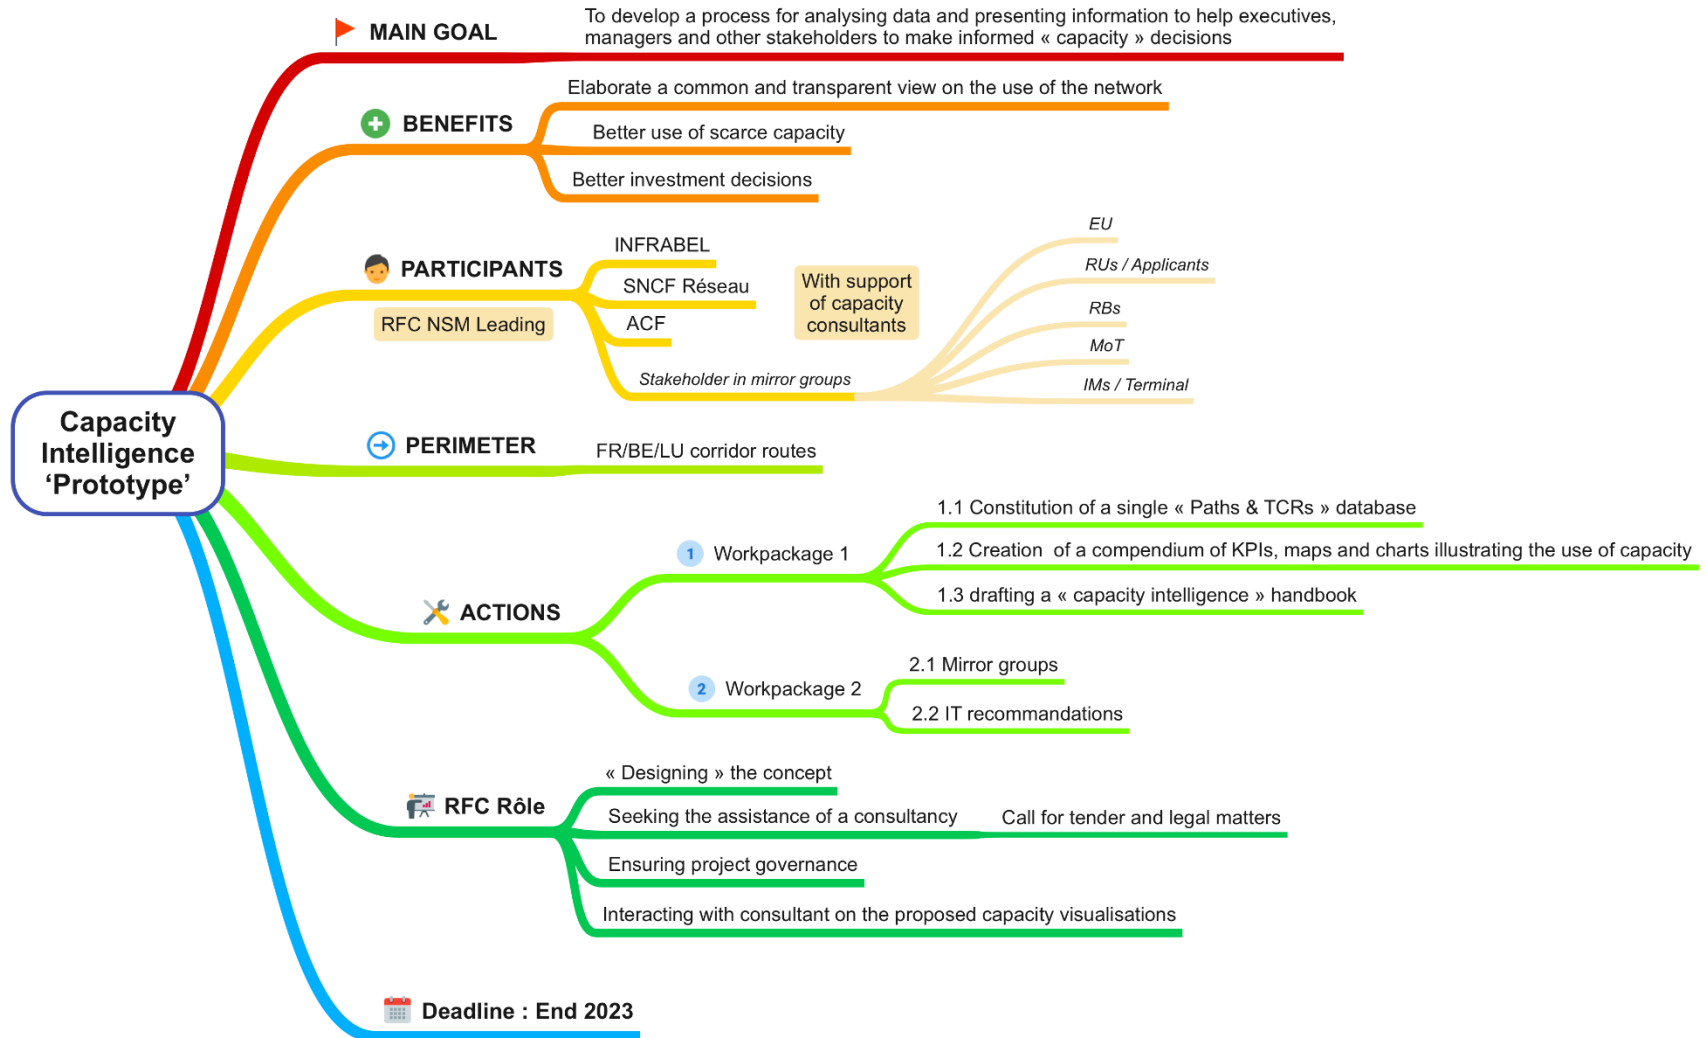 MAIN GOAL
To develop a process for analysing data and presenting information to help executives,
managers and other stakeholders to make informed « capacity » decisions
BENEFITS
Elaborate a common and transparent view on the use of the network
Better use of scarce capacity
Better investment decisions
PARTICIPANTS
RFC NSM Leading
INFRABEL
SNCF Réseau
ACF
Stakeholder in mirror groups
With support
of capacity
consultants
EU
RUs / Applicants
RBs
MoT
IMs / Terminal
Capacity
Intelligence
‘Prototype’
PERIMETER
FR/BE/LU corridor routes
ACTIONS
1 Workpackage 1
1.1 Constitution of a single « Paths & TCRs » database
1.2 Creation  of a compendium of KPIs, maps and charts illustrating the use of capacity
1.3 drafting a « capacity intelligence » handbook
2 Workpackage 2
2.1 Mirror groups
2.2 IT recommandations
RFC Rôle
« Designing » the concept
Seeking the assistance of a consultancy
Call for tender and legal matters
Ensuring project governance
Interacting with consultant on the proposed capacity visualisations
Deadline : End 2023